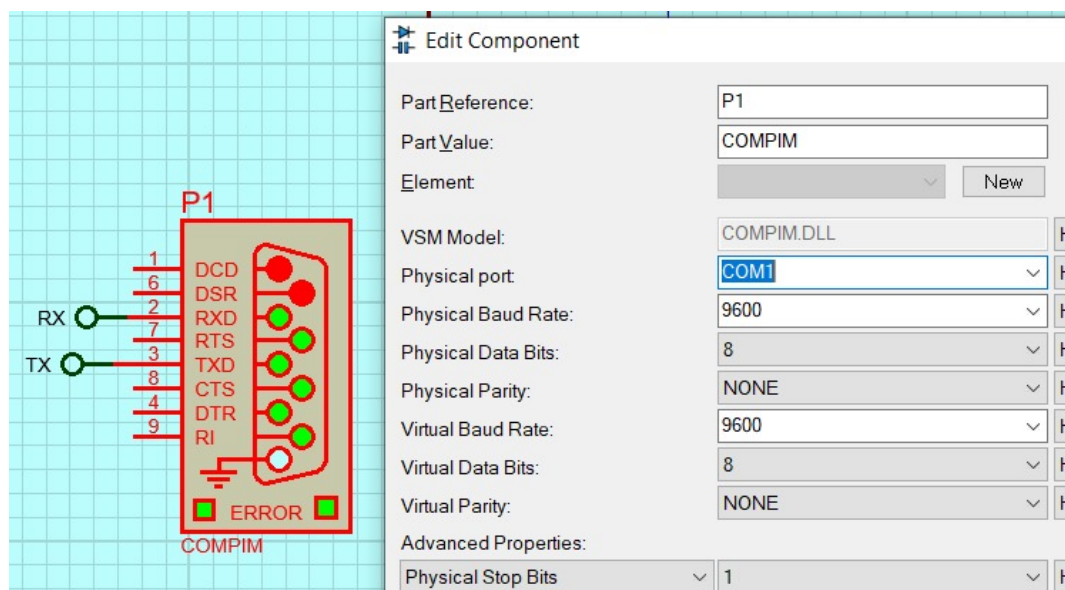 Edit Component
Part Reference: P1
Part Value: COMPIM
Element: New
VSM Model: COMPIM.DLL
Physical port: COM1
Physical Baud Rate: 9600
Physical Data Bits: 8
Physical Parity: NONE
Virtual Baud Rate: 9600
Virtual Data Bits: 8
Virtual Parity: NONE
Advanced Properties:
Physical Stop Bits 1
P1
1 DCD
6 DSR
RX 2 RXD
7 RTS
TX 3 TXD
8 CTS
4 DTR
9 RI
ERROR
COMPIM